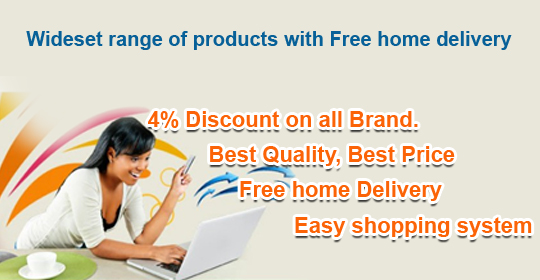 Wideset range of products with Free home delivery
4% Discount on all Brand.
Best Quality, Best Price
Free home Delivery
Easy shopping system